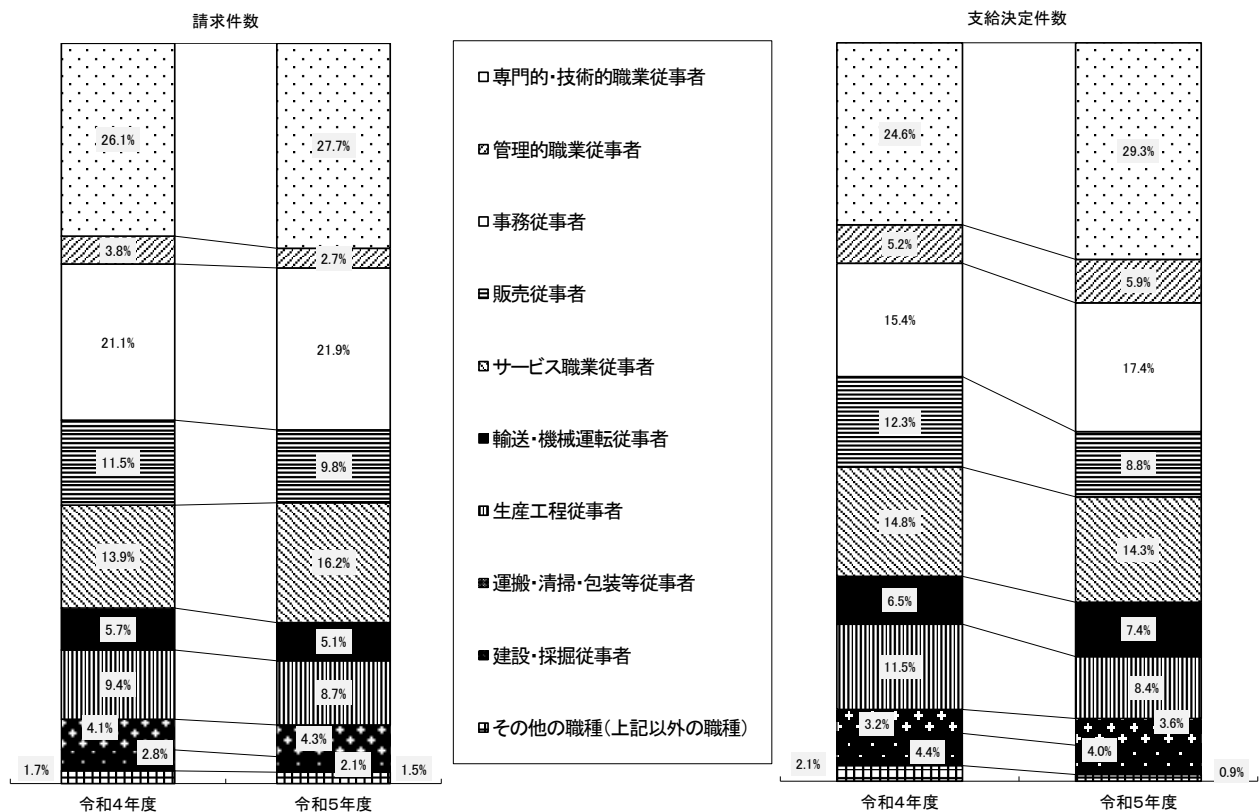 請求件数
26.1%
27.7%
3.8%
2.7%
21.1%
21.9%
11.5%
9.8%
13.9%
16.2%
5.7%
5.1%
9.4%
8.7%
4.1%
4.3%
2.8%
2.1%
1.7%
1.5%
令和4年度
令和5年度
専門的・技術的職業従事者
管理的職業従事者
事務従事者
販売従事者
サービス職業従事者
輸送・機械運転従事者
生産工程従事者
運搬・清掃・包装等従事者
建設・採掘従事者
その他の職種(上記以外の職種)
支給決定件数
24.6%
29.3%
5.2%
5.9%
15.4%
17.4%
12.3%
8.8%
14.8%
14.3%
6.5%
7.4%
11.5%
8.4%
3.2%
3.6%
4.4%
4.0%
2.1%
0.9%
令和4年度
令和5年度